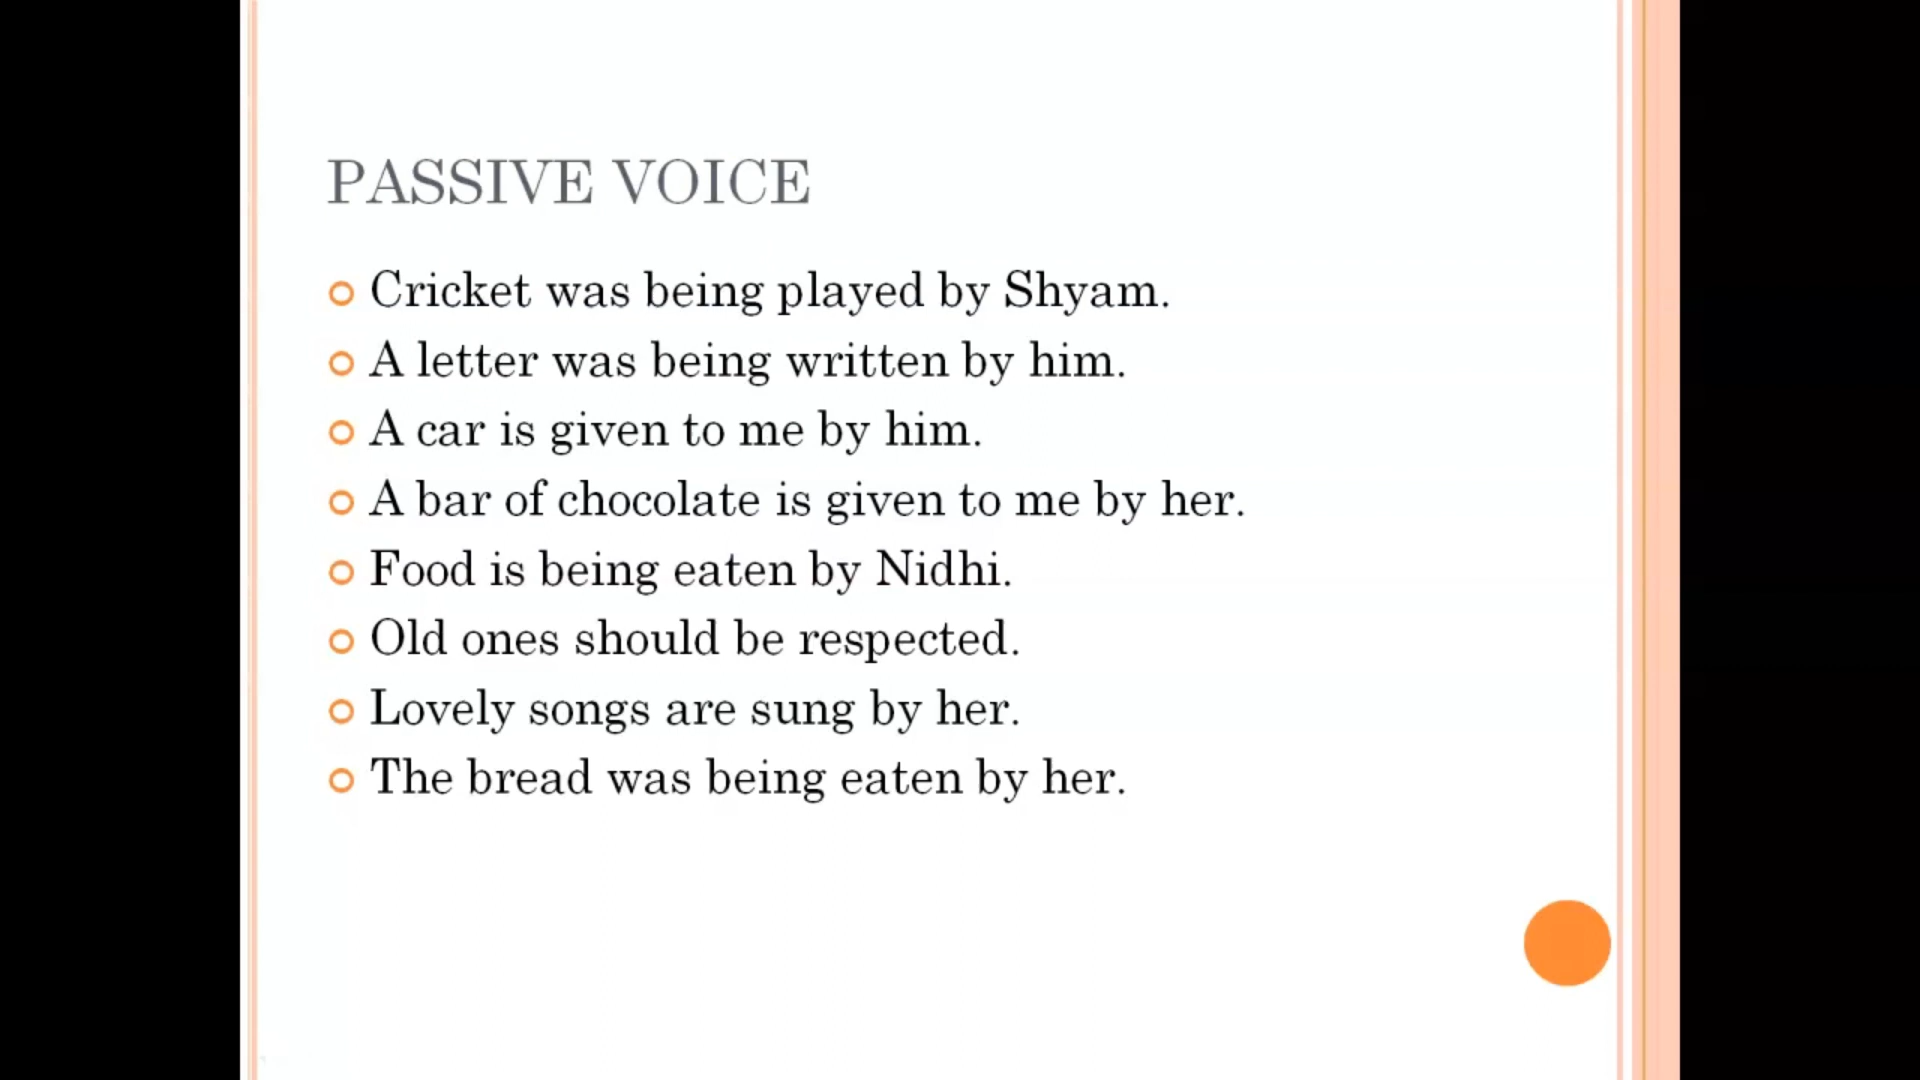 PASSIVE VOICE
Cricket was being played by Shyam.
A letter was being written by him.
A car is given to me by him.
A bar of chocolate is given to me by her.
Food is being eaten by Nidhi.
Old ones should be respected.
Lovely songs are sung by her.
The bread was being eaten by her.